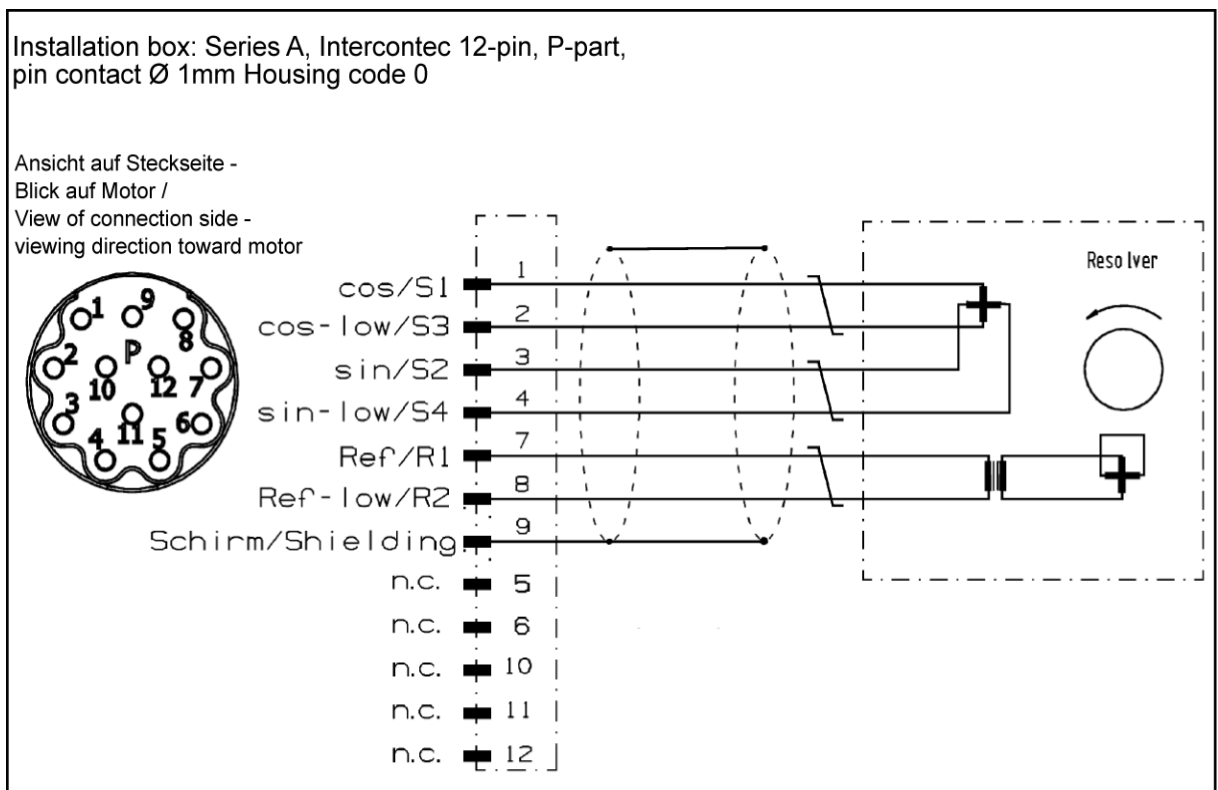 Installation box: Series A, Intercontec 12-pin, P-part,
pin contact Ø 1mm Housing code 0
Ansicht auf Steckseite -
Blick auf Motor /
View of connection side -
viewing direction toward motor
1 9 8
2 P 7
10 12
3 11 6
4 5
cos/S1 1
cos-low/S3 2
sin/S2 3
sin-low/S4 4
Ref/R1 7
Ref-low/R2 8
Schirm/Shielding 9
n.c. 5
n.c. 6
n.c. 10
n.c. 11
n.c. 12
Resolver